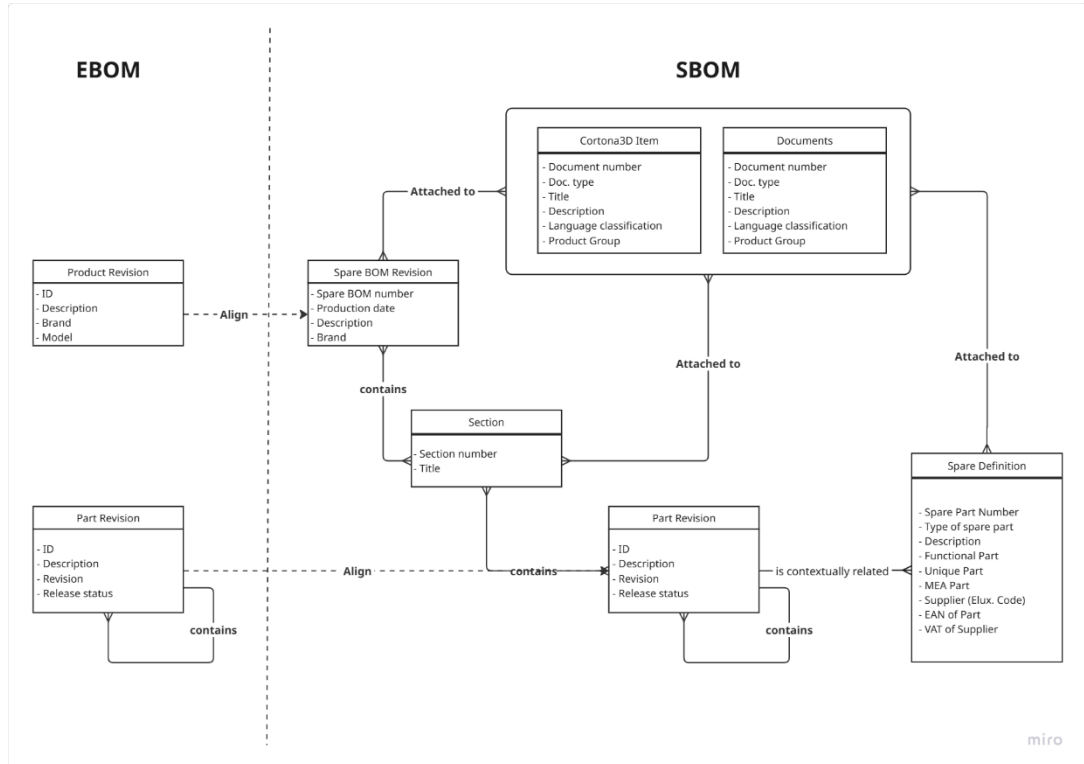 EBOM
SBOM
Cortona3D Item
- Document number
- Doc. type
- Title
- Description
- Language classification
- Product Group
Documents
- Document number
- Doc. type
- Title
- Description
- Language classification
- Product Group
Attached to
Product Revision
- ID
- Description
- Brand
- Model
Align
Spare BOM Revision
- Spare BOM number
- Production date
- Description
- Brand
contains
Attached to
Attached to
Section
- Section number
- Title
Spare Definition
- Spare Part Number
- Type of spare part
- Description
- Functional Part
- Unique Part
- MEA Part
- Supplier (Elux. Code)
- EAN of Part
- VAT of Supplier
Part Revision
- ID
- Description
- Revision
- Release status
contains
Align
contains
Part Revision
- ID
- Description
- Revision
- Release status
contains
is contextually related
miro